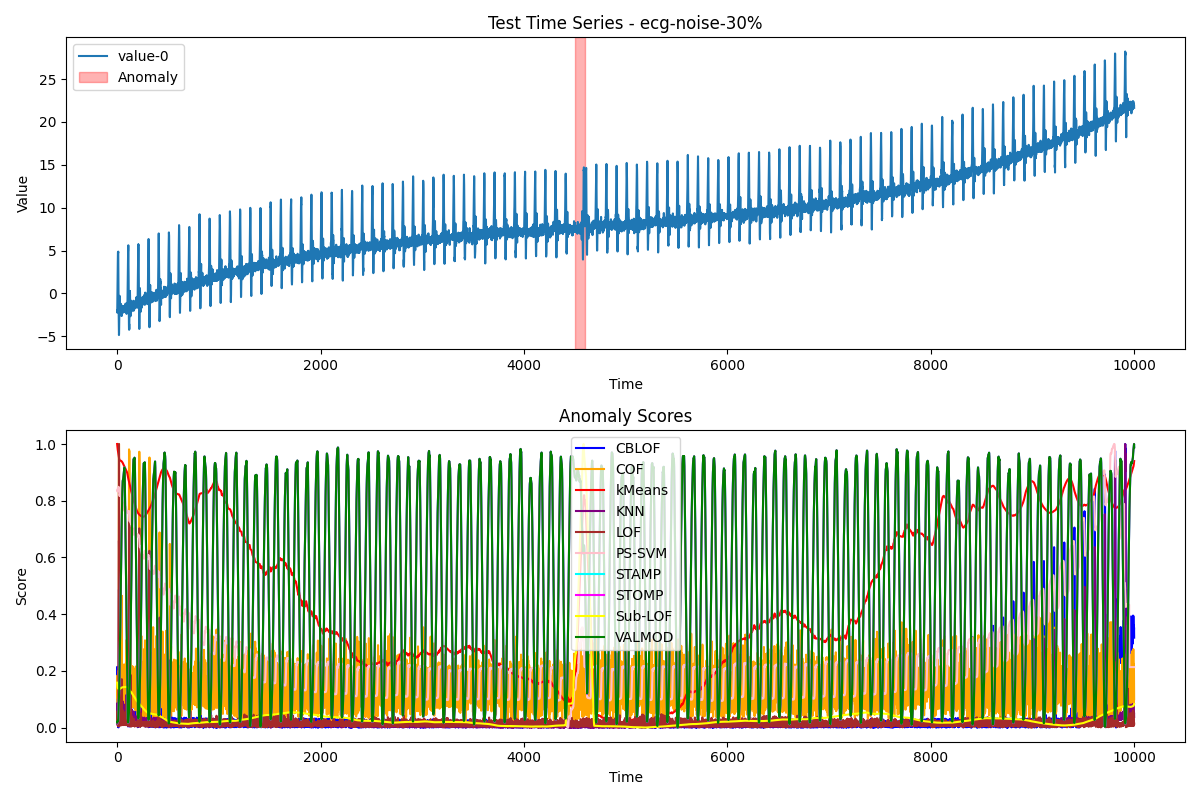 Test Time Series - ecg-noise-30%
Value
25
20
15
10
5
0
−5
value-0
Anomaly
0
2000
4000
6000
8000
10000
Time
Anomaly Scores
Score
1.0
0.8
0.6
0.4
0.2
0.0
CBLOF
COF
kMeans
KNN
LOF
PS-SVM
STAMP
STOMP
Sub-LOF
VALMOD
0
2000
4000
6000
8000
10000
Time